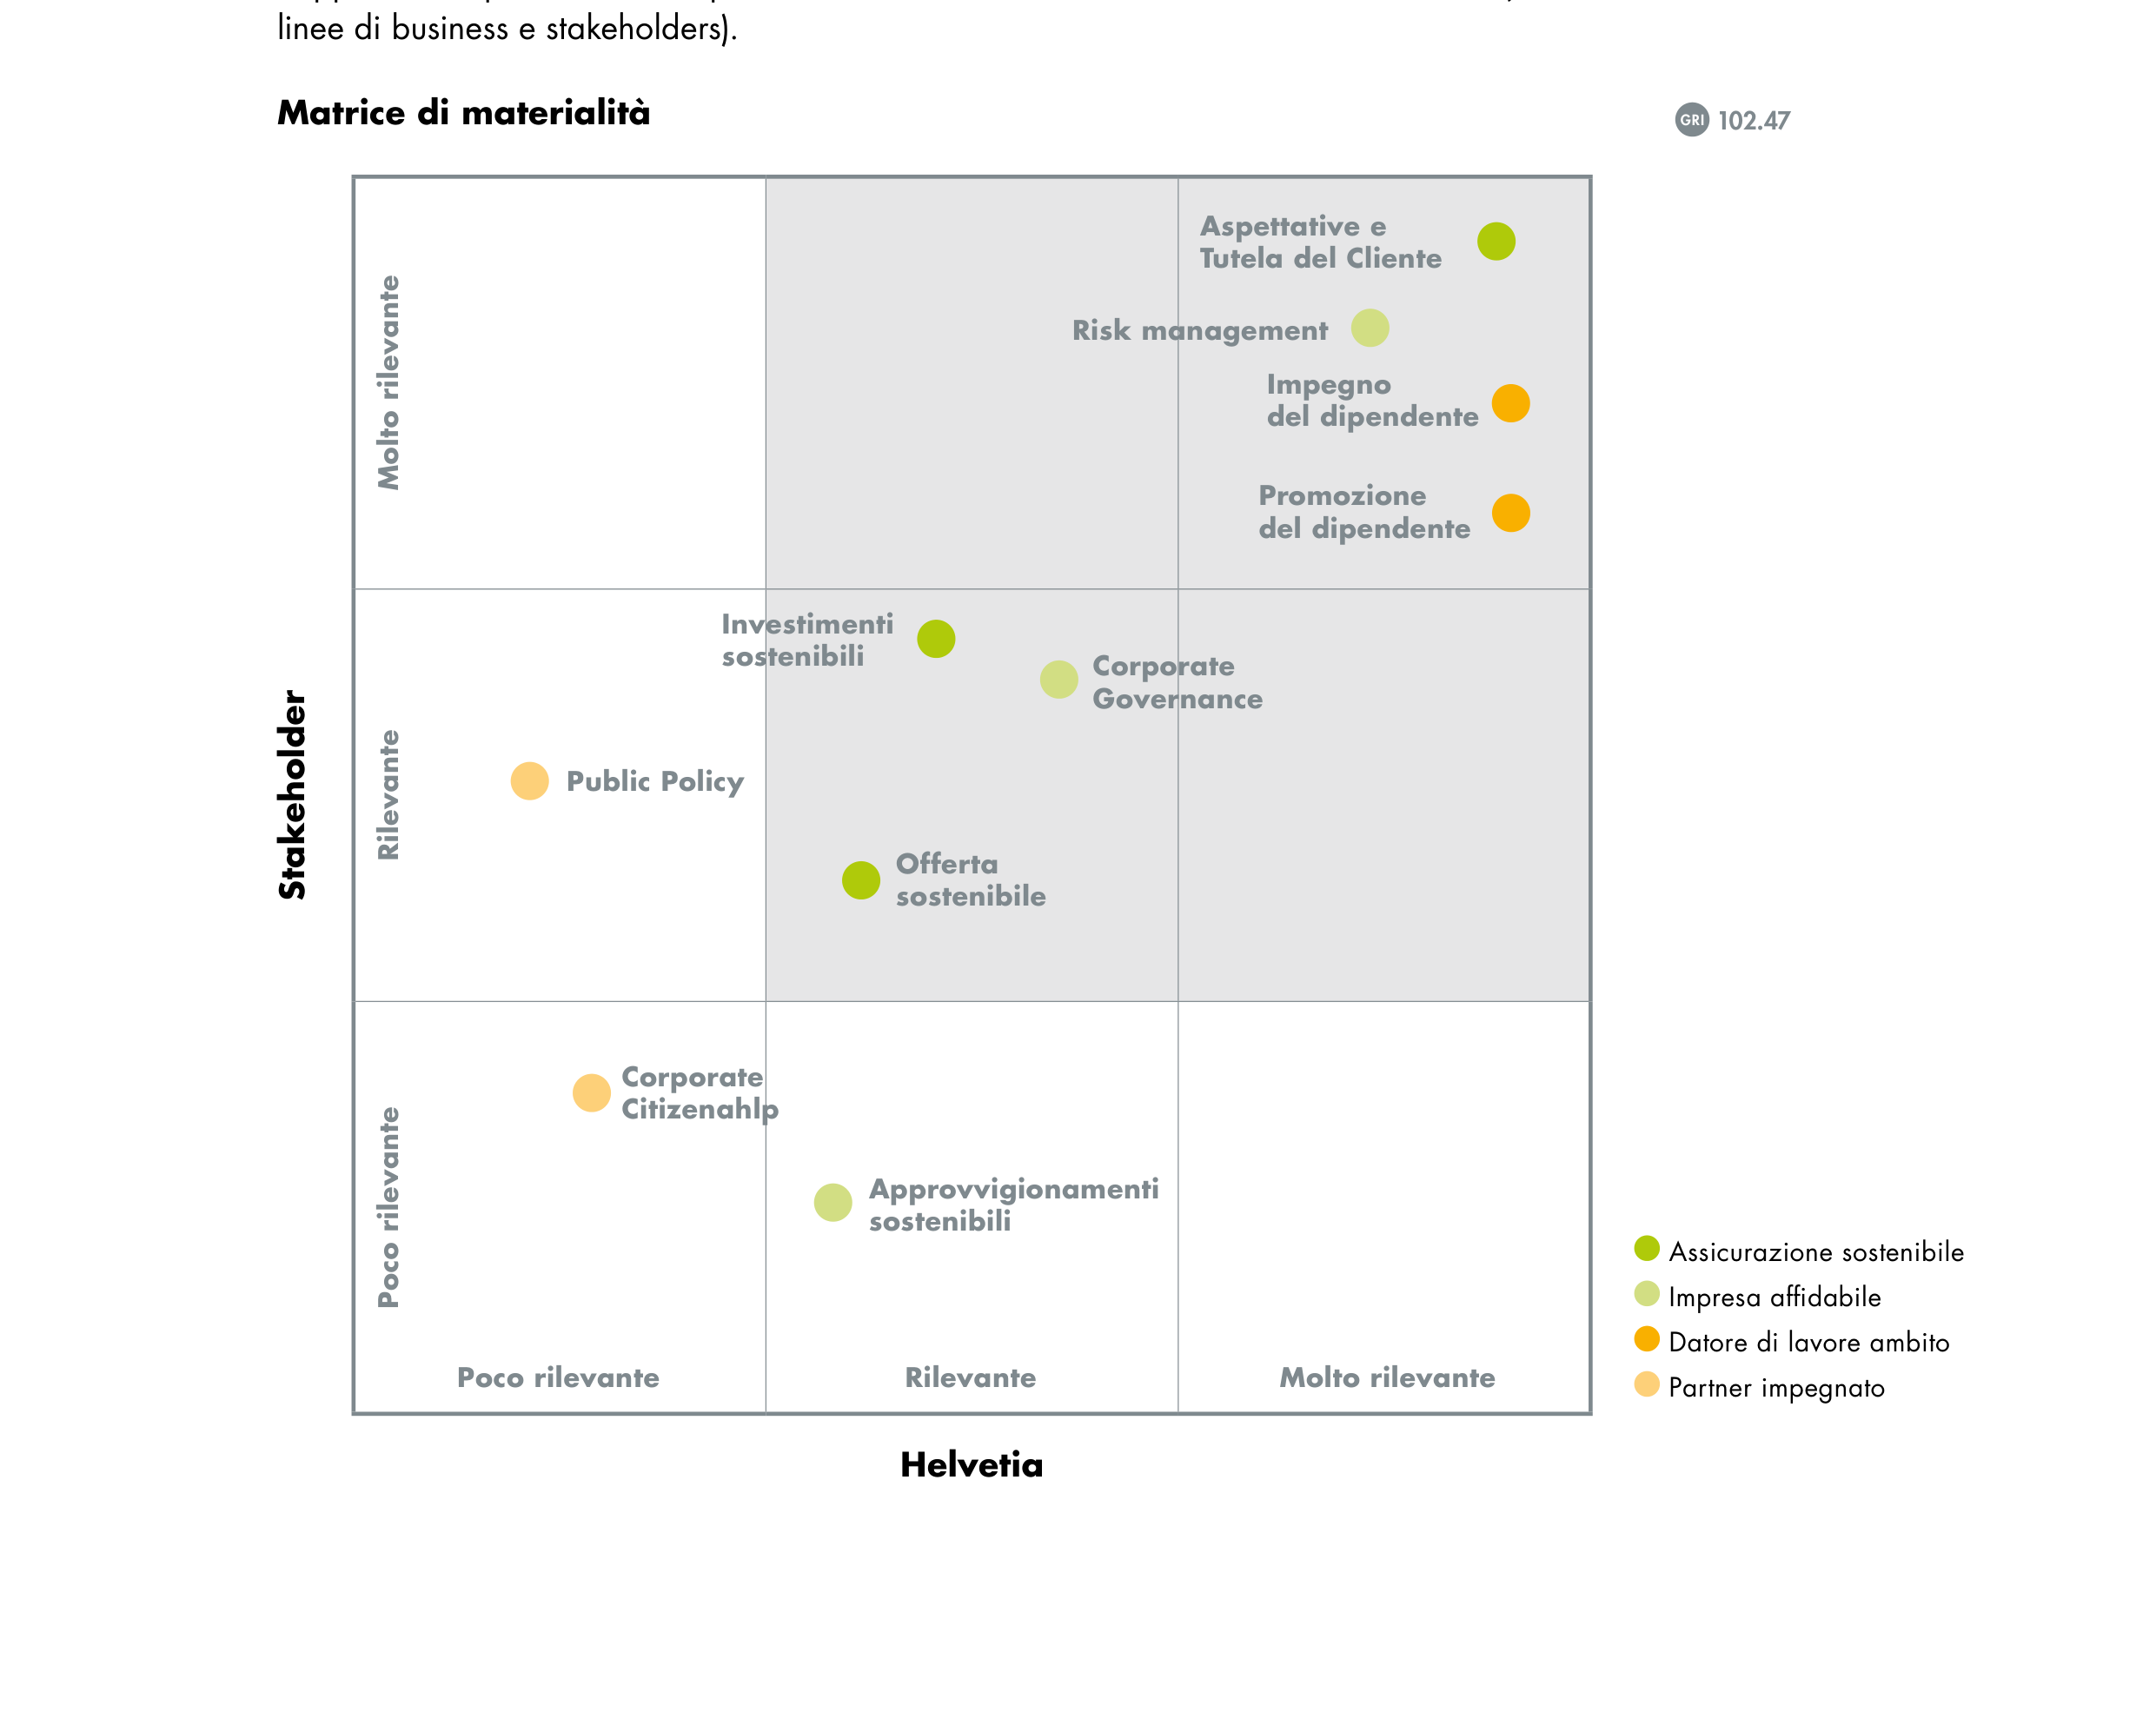 linee di business e stakeholders).
Matrice di materialità
GRI 102.47
Aspettative e
Tutela del Cliente
Risk management
Impegno
del dipendente
Promozione
del dipendente
Molto rilevante
Investimenti
sostenibili
Corporate
Governance
Public Policy
Offerta
sostenibile
Rilevante
Stakeholder
Corporate
Citizenahlp
Approvvigionamenti
sostenibili
Poco rilevante
Poco rilevante
Rilevante
Molto rilevante
Helvetia
Assicurazione sostenibile
Impresa affidabile
Datore di lavore ambito
Partner impegnato